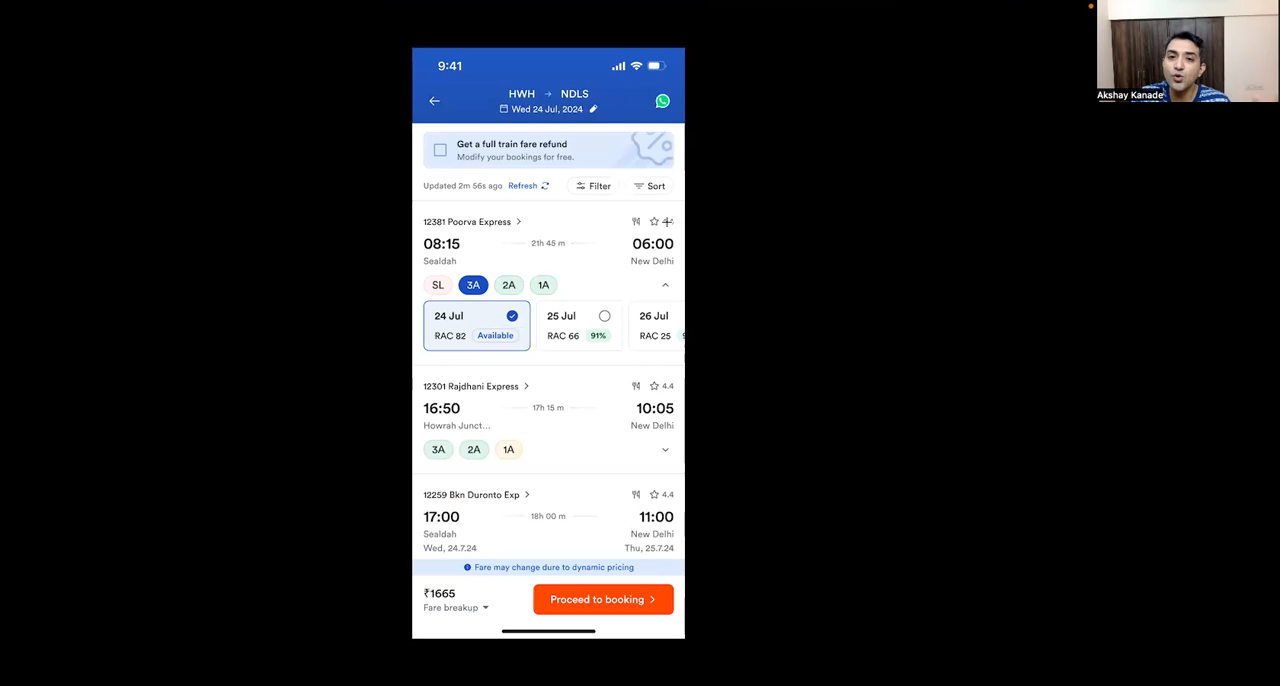 Akshay Kanade
9:41
HWH → NDLS
Wed 24 Jul, 2024
Get a full train fare refund
Modify your bookings for free.
Updated 2m 56s ago Refresh Filter Sort
12381 Poorva Express >
08:15 21h 45 m 06:00
Sealdah New Delhi
SL 3A 2A 1A
24 Jul 25 Jul 26 Jul
RAC 82 Available RAC 66 91% RAC 25
12301 Rajdhani Express > 4.4
16:50 17h 15 m 10:05
Howrah Junct... New Delhi
3A 2A 1A
12259 Bkn Duronto Exp > 4.4
17:00 18h 00 m 11:00
Sealdah New Delhi
Wed, 24.7.24 Thu, 25.7.24
Fare may change dure to dynamic pricing
₹1665
Fare breakup
Proceed to booking >